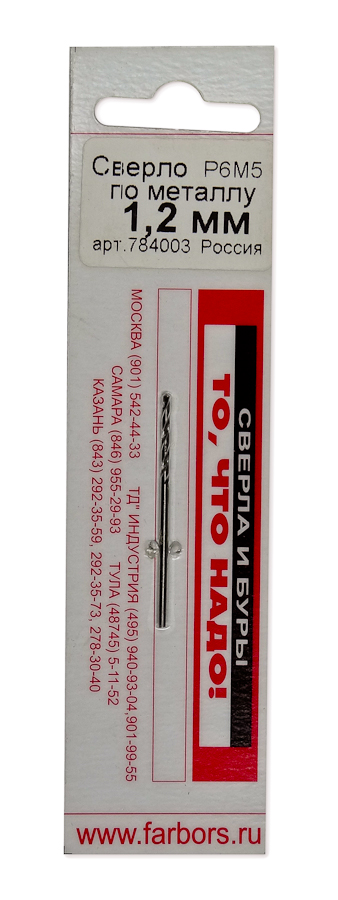 Сверло Р6М5
по металлу
1,2 мм
арт.784003 Россия
СВЕРЛА И БУРЫ
ТО, ЧТО НАДО!
МОСКВА (901) 542-44-33 ТД" ИНДУСТРИЯ (495) 940-93-04,901-99-55
САМАРА (846) 955-29-93 ТУЛА (48745) 5-11-52
КАЗАНЬ (843) 292-35-59, 292-35-73, 278-30-40
www.farbors.ru